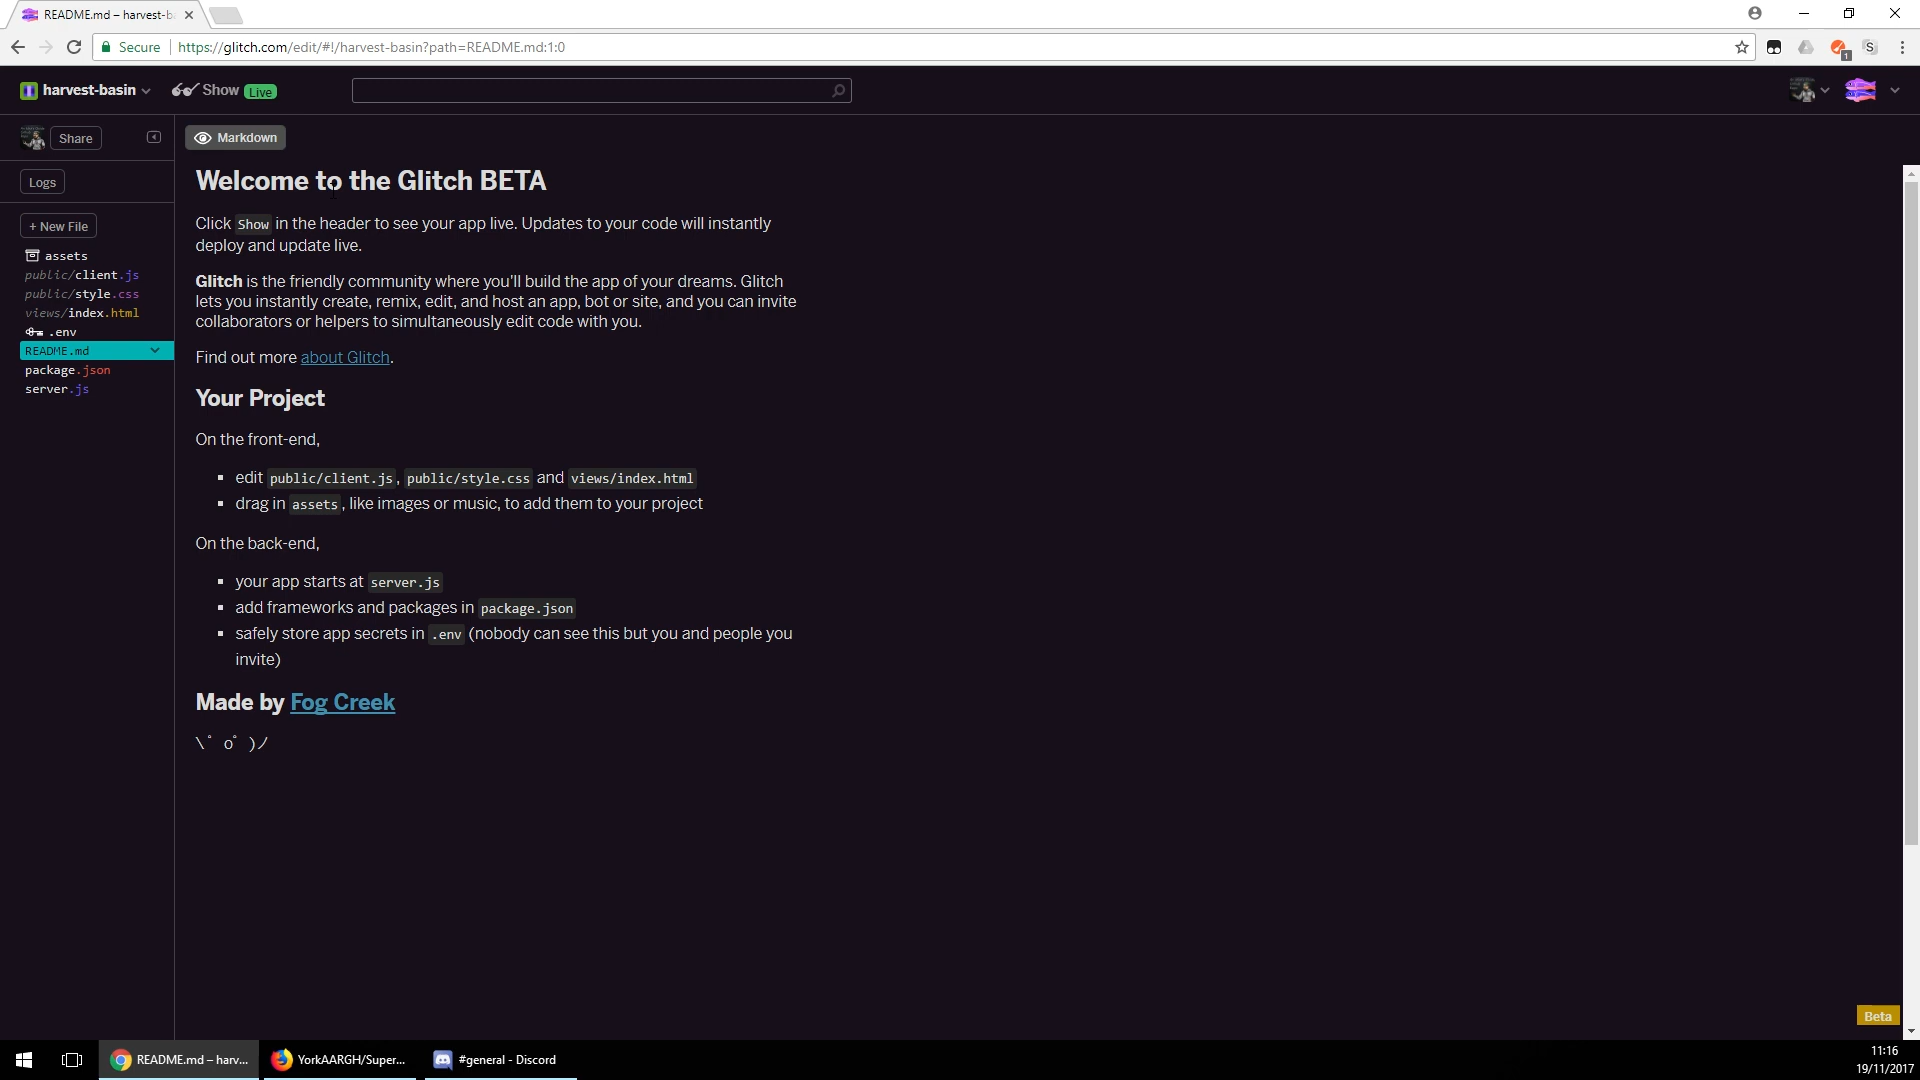 README.md – harvest-b
Secure
https://glitch.com/edit/#!/harvest-basin?path=README.md:1:0
1
S
harvest-basin
Show Live
Share
Markdown
Logs
+ New File
assets
public/client.js
public/style.css
views/index.html
.env
README.md
package.json
server.js
Welcome to the Glitch BETA
Click Show in the header to see your app live. Updates to your code will instantly
deploy and update live.
Glitch is the friendly community where you'll build the app of your dreams. Glitch
lets you instantly create, remix, edit, and host an app, bot or site, and you can invite
collaborators or helpers to simultaneously edit code with you.
Find out more about Glitch.
Your Project
On the front-end,
edit public/client.js, public/style.css and views/index.html
drag in assets, like images or music, to add them to your project
On the back-end,
your app starts at server.js
add frameworks and packages in package.json
safely store app secrets in .env (nobody can see this but you and people you
invite)
Made by Fog Creek
\ ゜o゜)ノ
Beta
README.md – harv...
YorkAARGH/Super...
#general - Discord
11:16
19/11/2017